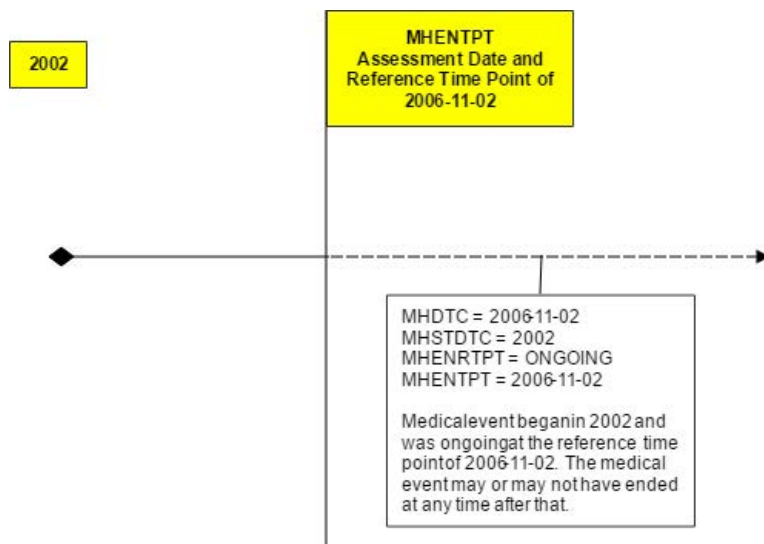 2002
MHENTPT
Assessment Date and
Reference Time Point of
2006-11-02
MHDTC = 2006-11-02
MHSTDTC = 2002
MHENRTPT = ONGOING
MHENTPT = 2006-11-02
Medicalevent beganin 2002 and
was ongoingat the reference time
pointof 2006-11-02. The medical
event may or may not have ended
at any time after that.